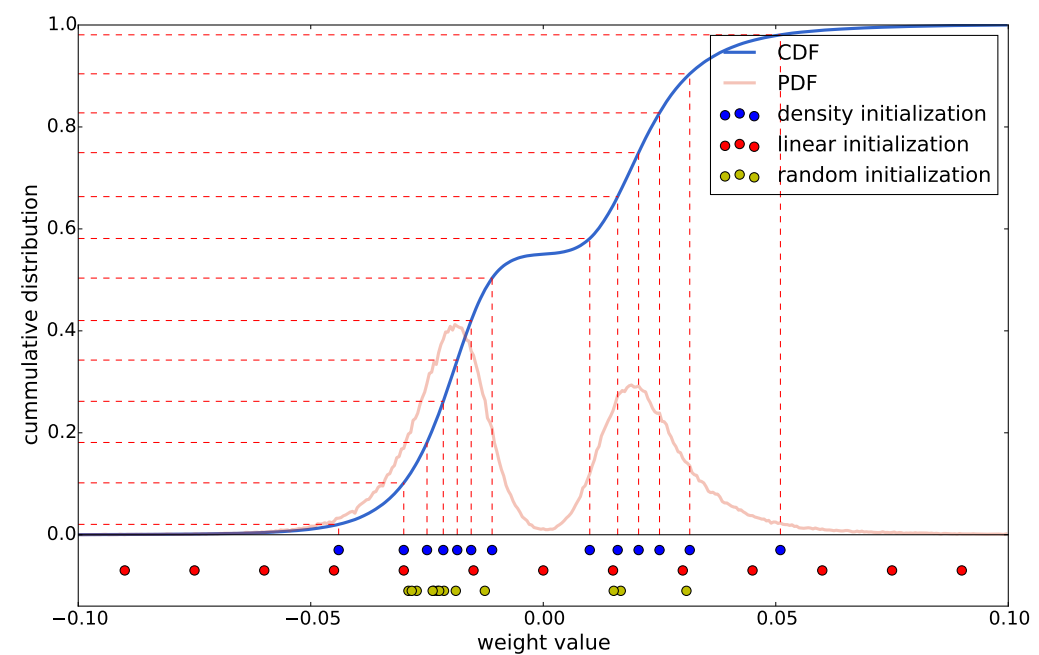 1.0
0.8
0.6
0.4
0.2
0.0
cummulative distribution
CDF
PDF
density initialization
linear initialization
random initialization
−0.10 −0.05 0.00 0.05 0.10
weight value